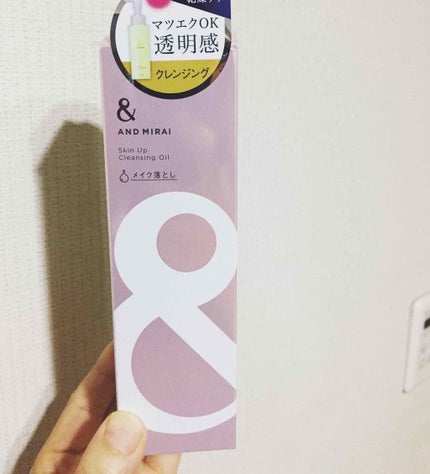 マツエクOK
透明感
クレンジング
&
AND MIRAI
Skin Up
Cleansing Oil
メイク落とし
&